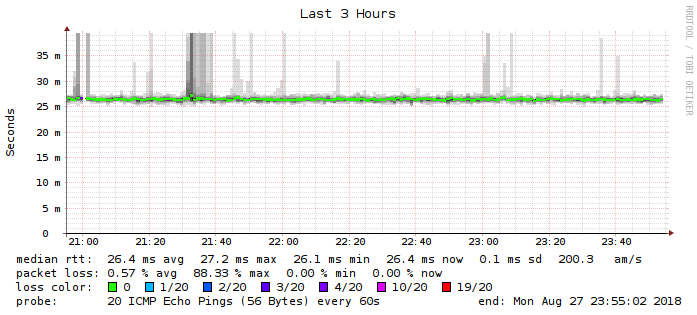 Last 3 Hours
RRDTOOL / TOBI OETIKER
Seconds
35 m
30 m
25 m
20 m
15 m
10 m
5 m
0
21:00 21:20 21:40 22:00 22:20 22:40 23:00 23:20 23:40
median rtt: 26.4 ms avg 27.2 ms max 26.1 ms min 26.4 ms now 0.1 ms sd 200.3 am/s
packet loss: 0.57 % avg 88.33 % max 0.00 % min 0.00 % now
loss color: 0 1/20 2/20 3/20 4/20 10/20 19/20
probe: 20 ICMP Echo Pings (56 Bytes) every 60s end: Mon Aug 27 23:55:02 2018